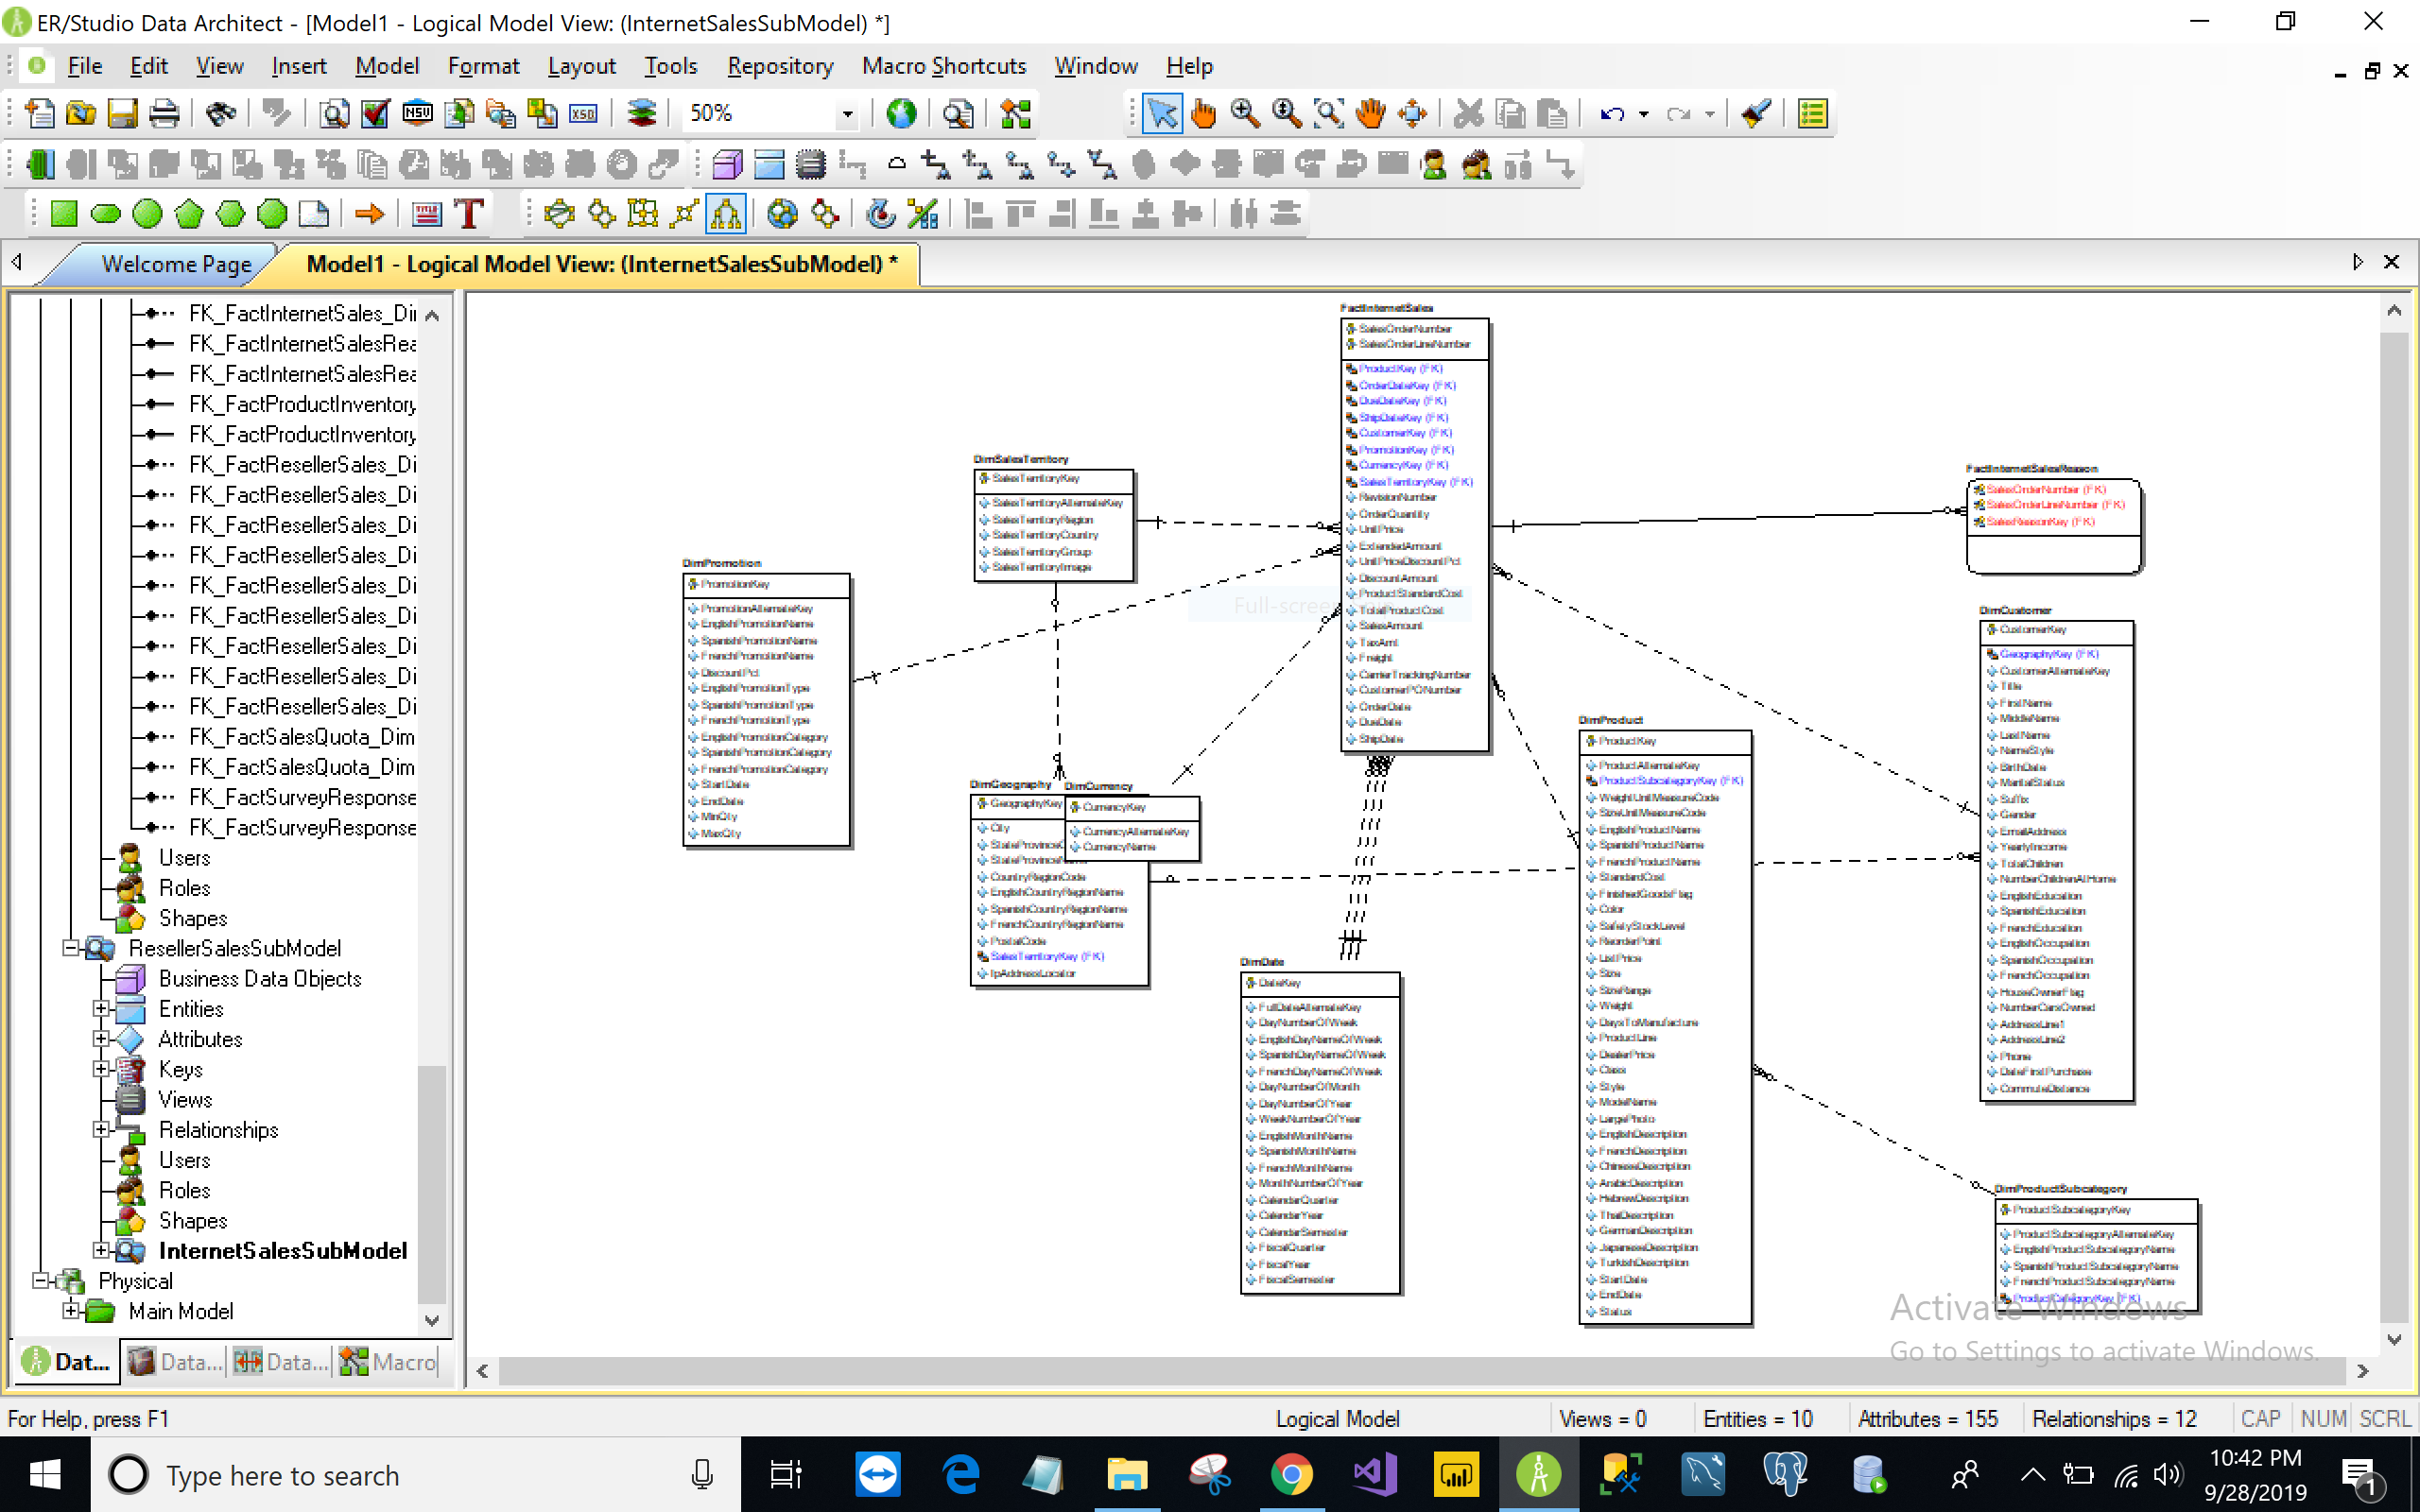 ER/Studio Data Architect - [Model1 - Logical Model View: (InternetSalesSubModel) *]
File Edit View Insert Model Format Layout Tools Repository Macro Shortcuts Window Help
50%
Welcome Page
Model1 - Logical Model View: (InternetSalesSubModel) *
FK_FactInternetSales_Di
FK_FactInternetSalesRea
FK_FactInternetSalesRea
FK_FactProductInventory
FK_FactProductInventory
FK_FactResellerSales_Di
FK_FactResellerSales_Di
FK_FactResellerSales_Di
FK_FactResellerSales_Di
FK_FactResellerSales_Di
FK_FactResellerSales_Di
FK_FactResellerSales_Di
FK_FactResellerSales_Di
FK_FactResellerSales_Di
FK_FactSalesQuota_Dim
FK_FactSalesQuota_Dim
FK_FactSurveyResponse
FK_FactSurveyResponse
Users
Roles
Shapes
ResellerSalesSubModel
Business Data Objects
Entities
Attributes
Keys
Views
Relationships
Users
Roles
Shapes
InternetSalesSubModel
Physical
Main Model
Dat... Data... Data... Macro
FactInternetSales
SalesOrderNumber
SalesOrderLineNumber
ProductKey (FK)
OrderDateKey (FK)
DueDateKey (FK)
ShipDateKey (FK)
CustomerKey (FK)
PromotionKey (FK)
CurrencyKey (FK)
SalesTerritoryKey (FK)
RevisionNumber
OrderQuantity
UnitPrice
ExtendedAmount
UnitPriceDiscountPct
DiscountAmount
ProductStandardCost
TotalProductCost
SalesAmount
TaxAmt
Freight
CarrierTrackingNumber
CustomerPONumber
OrderDate
DueDate
ShipDate
DimSalesTerritory
SalesTerritoryKey
SalesTerritoryAlternateKey
SalesTerritoryRegion
SalesTerritoryCountry
SalesTerritoryGroup
SalesTerritoryImage
DimPromotion
PromotionKey
PromotionAlternateKey
EnglishPromotionName
SpanishPromotionName
FrenchPromotionName
DiscountPct
EnglishPromotionType
SpanishPromotionType
FrenchPromotionType
EnglishPromotionCategory
SpanishPromotionCategory
FrenchPromotionCategory
StartDate
EndDate
MinQty
MaxQty
DimGeography
GeographyKey
City
StateProvinceC
StateProvinceN
CountryRegionCode
EnglishCountryRegionName
SpanishCountryRegionName
FrenchCountryRegionName
PostalCode
SalesTerritoryKey (FK)
IpAddressLocator
DimCurrency
CurrencyKey
CurrencyAlternateKey
CurrencyName
DimDate
DateKey
FullDateAlternateKey
DayNumberOfWeek
EnglishDayNameOfWeek
SpanishDayNameOfWeek
FrenchDayNameOfWeek
DayNumberOfMonth
DayNumberOfYear
WeekNumberOfYear
EnglishMonthName
SpanishMonthName
FrenchMonthName
MonthNumberOfYear
CalendarQuarter
CalendarYear
CalendarSemester
FiscalQuarter
FiscalYear
FiscalSemester
DimProduct
ProductKey
ProductAlternateKey
ProductSubcategoryKey (FK)
WeightUnitMeasureCode
SizeUnitMeasureCode
EnglishProductName
SpanishProductName
FrenchProductName
StandardCost
FinishedGoodsFlag
Color
SafetyStockLevel
ReorderPoint
ListPrice
Size
SizeRange
Weight
DaysToManufacture
ProductLine
DealerPrice
Class
Style
ModelName
LargePhoto
EnglishDescription
FrenchDescription
ChineseDescription
ArabicDescription
HebrewDescription
ThaiDescription
GermanDescription
JapaneseDescription
TurkishDescription
StartDate
EndDate
Status
FactInternetSalesReason
SalesOrderNumber (FK)
SalesOrderLineNumber (FK)
SalesReasonKey (FK)
DimCustomer
CustomerKey
GeographyKey (FK)
CustomerAlternateKey
Title
FirstName
MiddleName
LastName
NameStyle
BirthDate
MaritalStatus
Suffix
Gender
EmailAddress
YearlyIncome
TotalChildren
NumberChildrenAtHome
EnglishEducation
SpanishEducation
FrenchEducation
EnglishOccupation
SpanishOccupation
FrenchOccupation
HouseOwnerFlag
NumberCarsOwned
AddressLine1
AddressLine2
Phone
DateFirstPurchase
CommuteDistance
DimProductSubcategory
ProductSubcategoryKey
ProductSubcategoryAlternateKey
EnglishProductSubcategoryName
SpanishProductSubcategoryName
FrenchProductSubcategoryName
ProductCategoryKey (FK)
Activate Windows
Go to Settings to activate Windows.
For Help, press F1
Logical Model
Views = 0
Entities = 10
Attributes = 155
Relationships = 12
CAP NUM SCRL
Type here to search
10:42 PM
9/28/2019
1